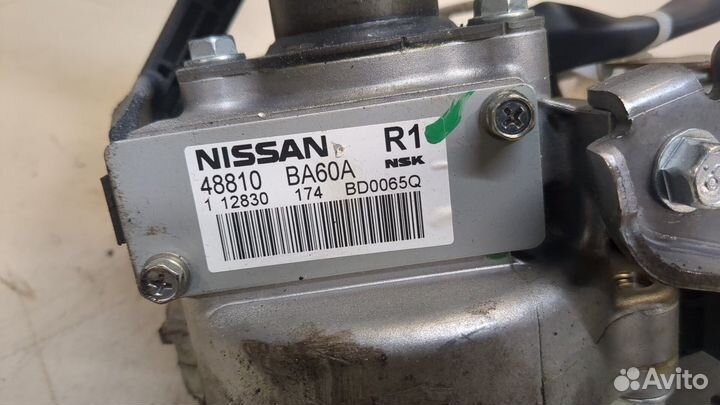 NISSAN R1
NSK
48810 BA60A
1 12830 174 BD0065Q
Avito